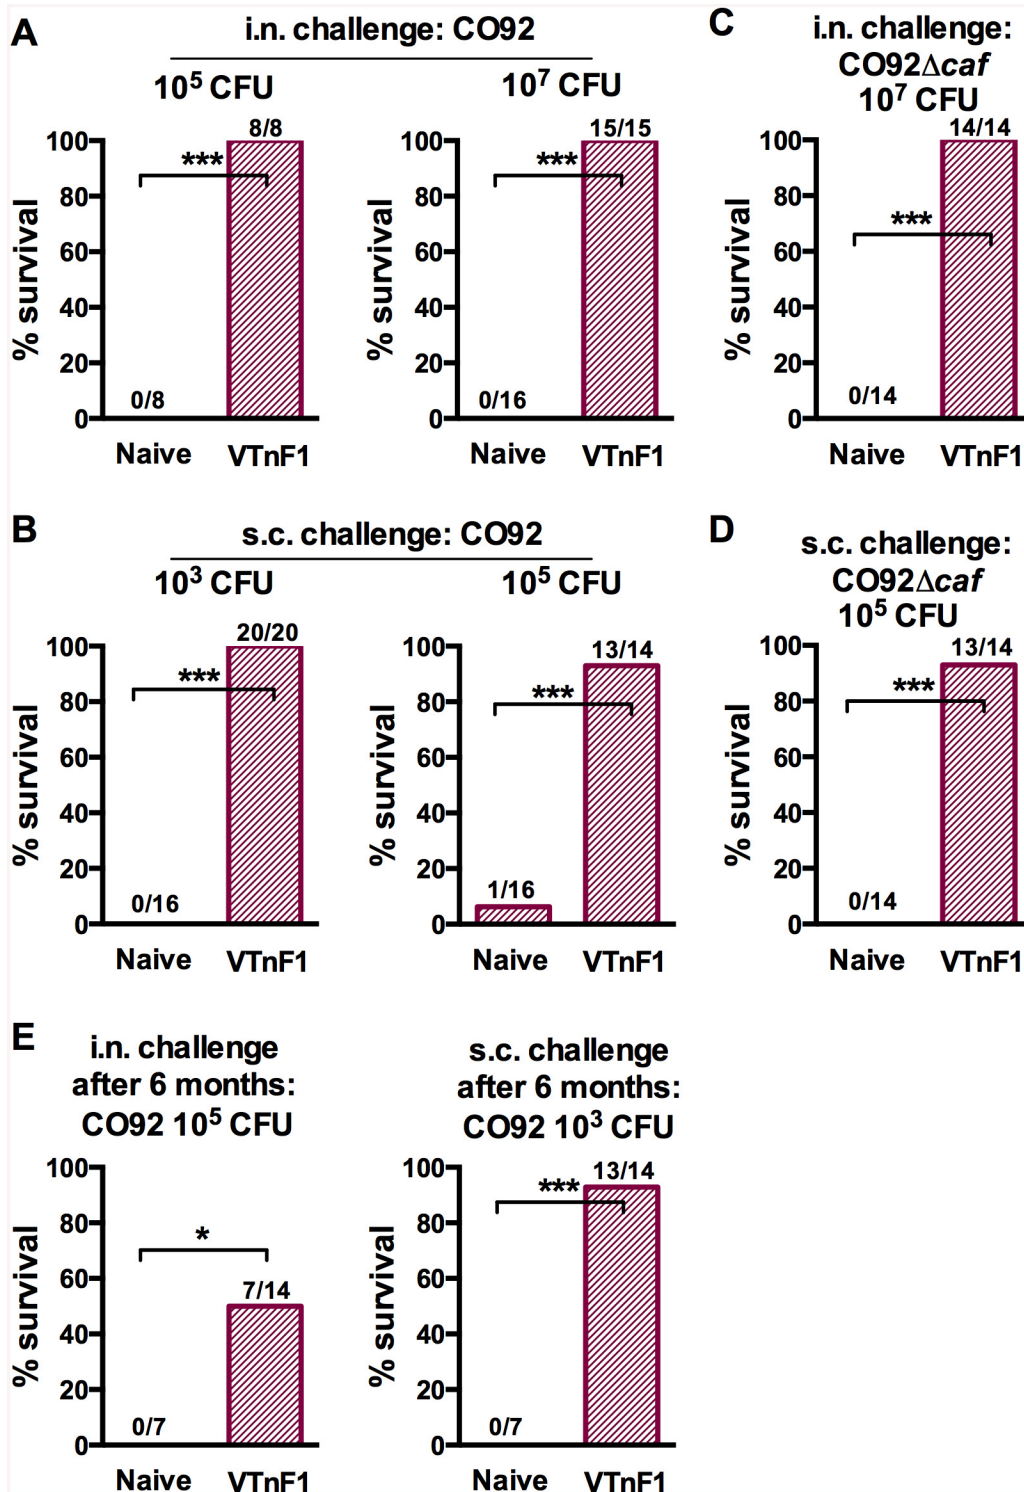 A
i.n. challenge: CO92
10⁵ CFU
10⁷ CFU
% survival
100
80
60
40
20
0
8/8
***
0/8
Naive VTnF1
% survival
100
80
60
40
20
0
15/15
***
0/16
Naive VTnF1
C
i.n. challenge:
CO92Δcaf
10⁷ CFU
% survival
100
80
60
40
20
0
14/14
***
0/14
Naive VTnF1
B
s.c. challenge: CO92
10³ CFU
10⁵ CFU
% survival
100
80
60
40
20
0
20/20
***
0/16
Naive VTnF1
% survival
100
80
60
40
20
0
13/14
***
1/16
Naive VTnF1
D
s.c. challenge:
CO92Δcaf
10⁵ CFU
% survival
100
80
60
40
20
0
13/14
***
0/14
Naive VTnF1
E
i.n. challenge
after 6 months:
CO92 10⁵ CFU
% survival
100
80
60
40
20
0
*
7/14
0/7
Naive VTnF1
s.c. challenge
after 6 months:
CO92 10³ CFU
% survival
100
80
60
40
20
0
13/14
***
0/7
Naive VTnF1